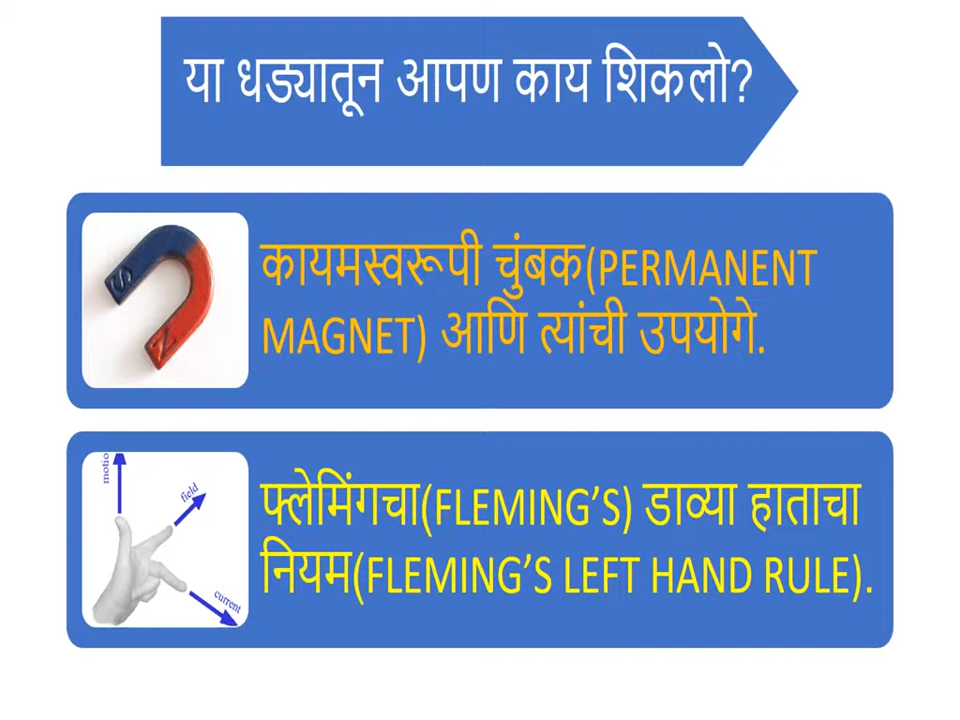 या धड्यातून आपण काय शिकलो?
कायमस्वरूपी चुंबक(PERMANENT
MAGNET) आणि त्यांची उपयोगे.
S
N
फ्लेमिंगचा(FLEMING’S) डाव्या हाताचा
नियम(FLEMING’S LEFT HAND RULE).
motio
field
current